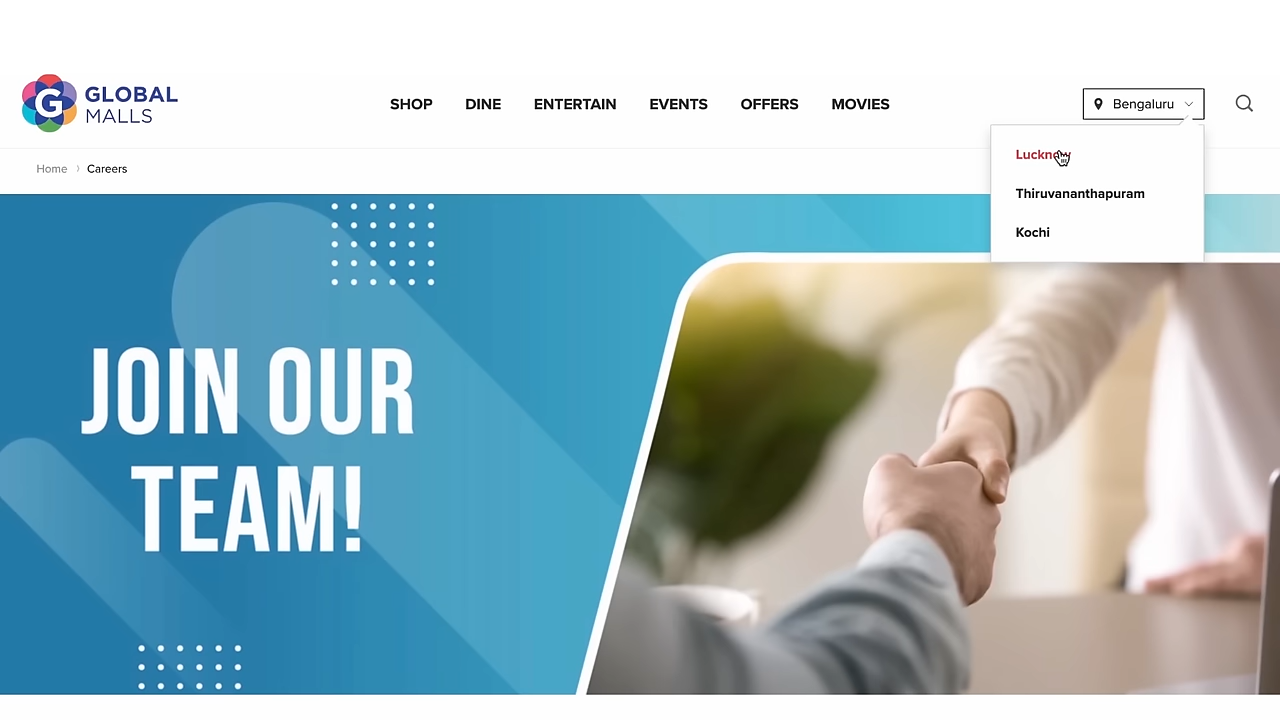 GLOBAL
MALLS
SHOP DINE ENTERTAIN EVENTS OFFERS MOVIES
Bengaluru
Lucknow
Thiruvananthapuram
Kochi
Home › Careers
JOIN OUR
TEAM!